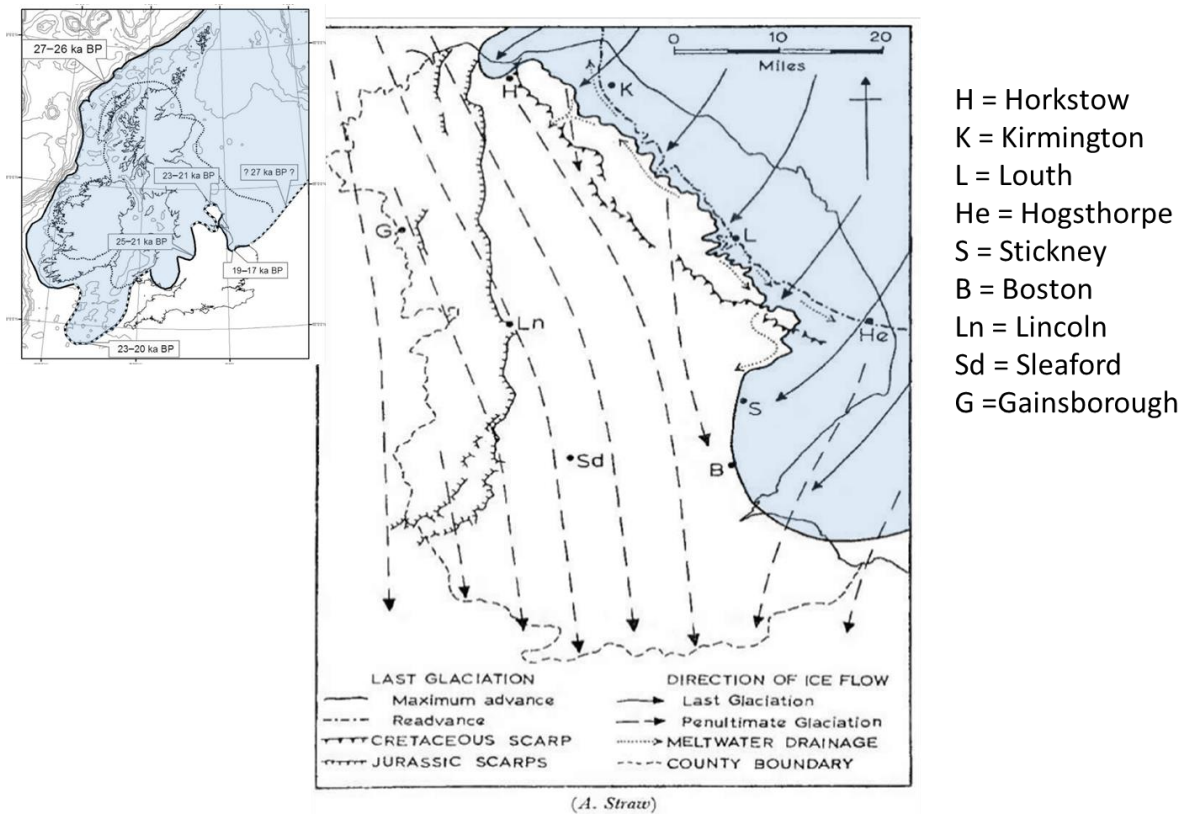 27–26 ka BP
23–21 ka BP
? 27 ka BP ?
25–21 ka BP
19–17 ka BP
23–20 ka BP
0 10 20
Miles
H
K
G
L
Ln
He
S
Sd
B
LAST GLACIATION
Maximum advance
Readvance
CRETACEOUS SCARP
JURASSIC SCARPS
DIRECTION OF ICE FLOW
Last Glaciation
Penultimate Glaciation
MELTWATER DRAINAGE
COUNTY BOUNDARY
(A. Straw)
H = Horkstow
K = Kirmington
L = Louth
He = Hogsthorpe
S = Stickney
B = Boston
Ln = Lincoln
Sd = Sleaford
G =Gainsborough